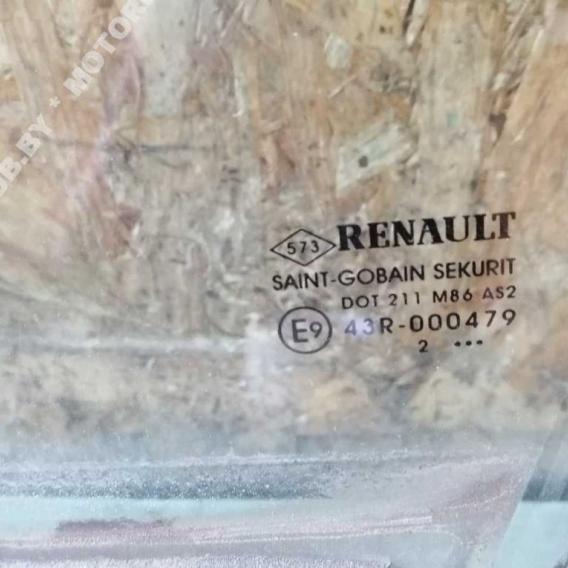 573 RENAULT
SAINT-GOBAIN SEKURIT
DOT 211 M86 AS2
E9 43R-000479
2 •••